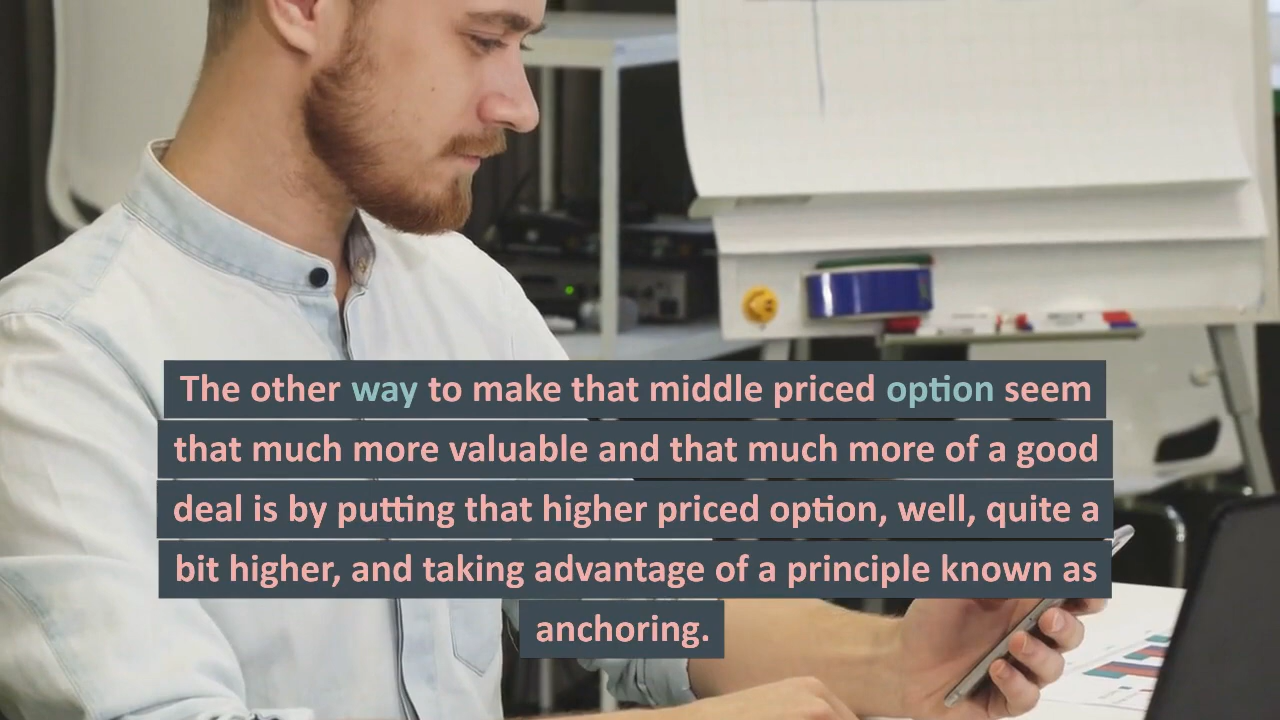 The other way to make that middle priced option seem
that much more valuable and that much more of a good
deal is by putting that higher priced option, well, quite a
bit higher, and taking advantage of a principle known as
anchoring.